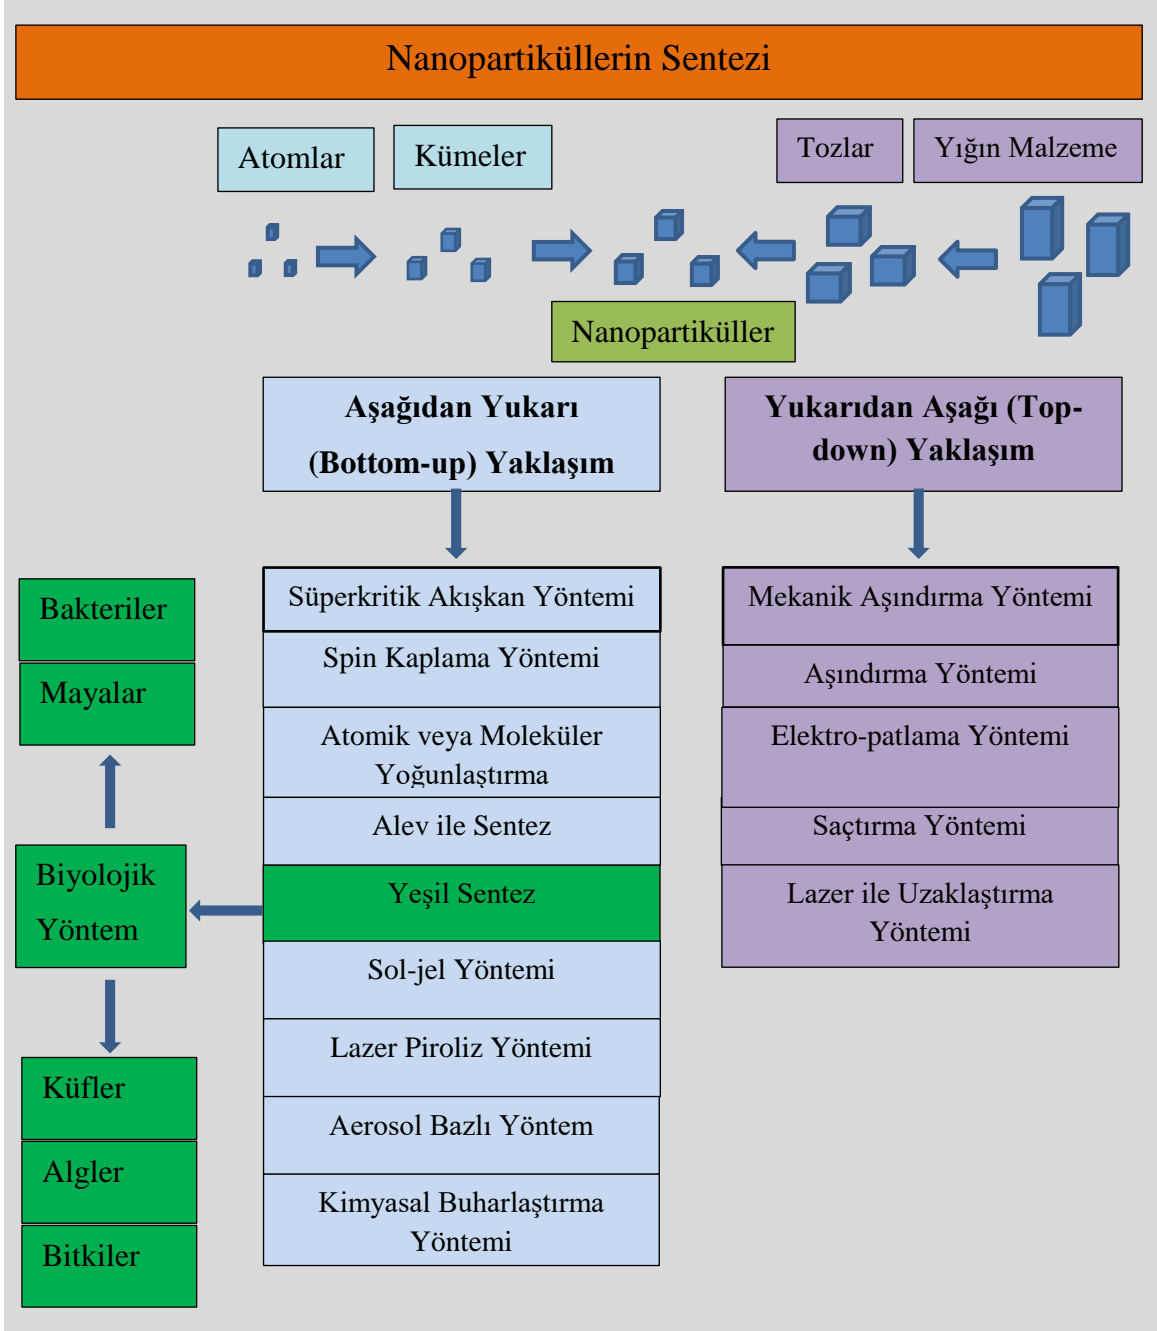 Nanopartiküllerin Sentezi
Atomlar
Kümeler
Tozlar
Yığın Malzeme
Nanopartiküller
Aşağıdan Yukarı
(Bottom-up) Yaklaşım
Yukarıdan Aşağı (Top-
down) Yaklaşım
Süperkritik Akışkan Yöntemi
Spin Kaplama Yöntemi
Atomik veya Moleküler
Yoğunlaştırma
Alev ile Sentez
Yeşil Sentez
Sol-jel Yöntemi
Lazer Piroliz Yöntemi
Aerosol Bazlı Yöntem
Kimyasal Buharlaştırma
Yöntemi
Mekanik Aşındırma Yöntemi
Aşındırma Yöntemi
Elektro-patlama Yöntemi
Saçtırma Yöntemi
Lazer ile Uzaklaştırma
Yöntemi
Bakteriler
Mayalar
Biyolojik
Yöntem
Küfler
Algler
Bitkiler